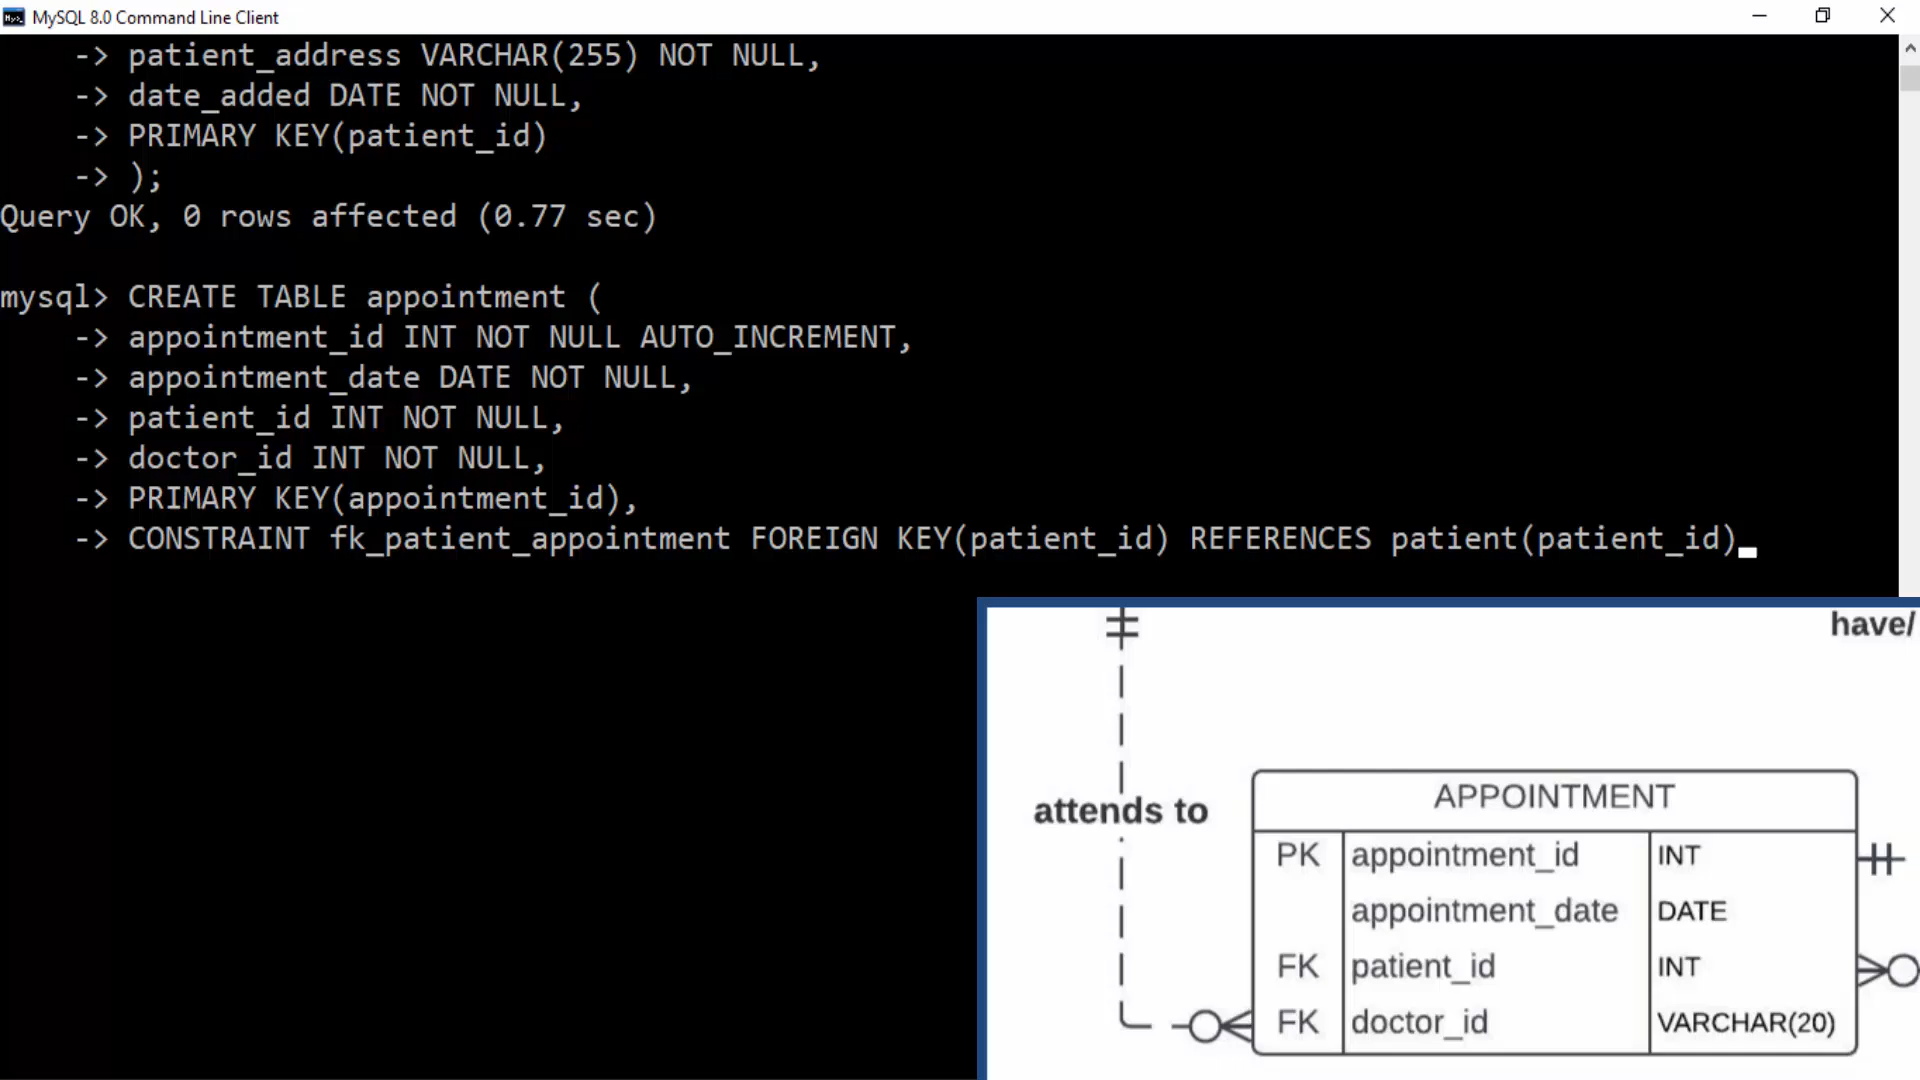 MySQL 8.0 Command Line Client
-> patient_address VARCHAR(255) NOT NULL,
-> date_added DATE NOT NULL,
-> PRIMARY KEY(patient_id)
-> );
Query OK, 0 rows affected (0.77 sec)
mysql> CREATE TABLE appointment (
-> appointment_id INT NOT NULL AUTO_INCREMENT,
-> appointment_date DATE NOT NULL,
-> patient_id INT NOT NULL,
-> doctor_id INT NOT NULL,
-> PRIMARY KEY(appointment_id),
-> CONSTRAINT fk_patient_appointment FOREIGN KEY(patient_id) REFERENCES patient(patient_id)
have/
attends to
APPOINTMENT
PK appointment_id INT
appointment_date DATE
FK patient_id INT
FK doctor_id VARCHAR(20)